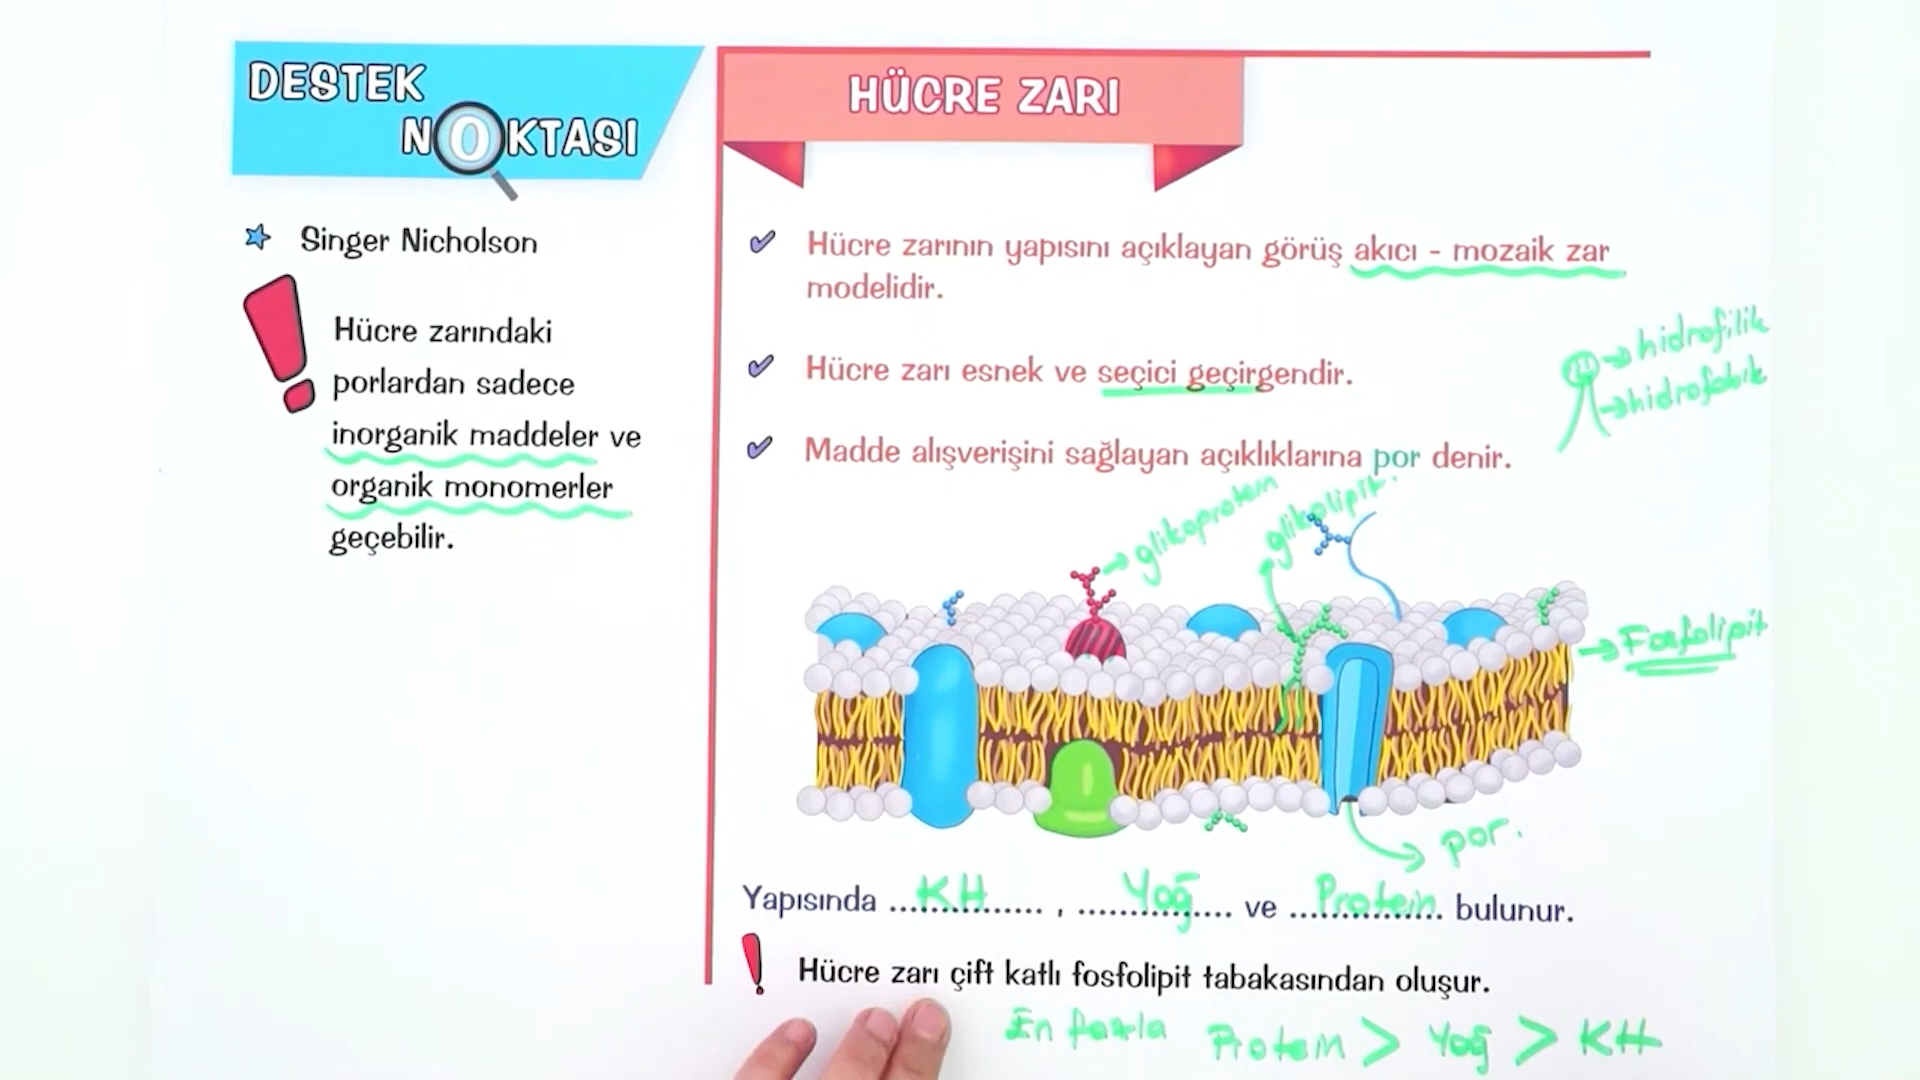 DESTEK
NOKTASI
Singer Nicholson
Hücre zarındaki
porlardan sadece
inorganik maddeler ve
organik monomerler
geçebilir.
HÜCRE ZARI
Hücre zarının yapısını açıklayan görüş akıcı - mozaik zar
modelidir.
Hücre zarı esnek ve seçici geçirgendir.
→hidrofilik
→hidrofobik
Madde alışverişini sağlayan açıklıklarına por denir.
→glikoprotein
glikolipit.
→Fosfolipit
por.
Yapısında ... KH ... , ... Yağ ... ve ... Protein ... bulunur.
Hücre zarı çift katlı fosfolipit tabakasından oluşur.
En fazla Protein > Yağ > KH